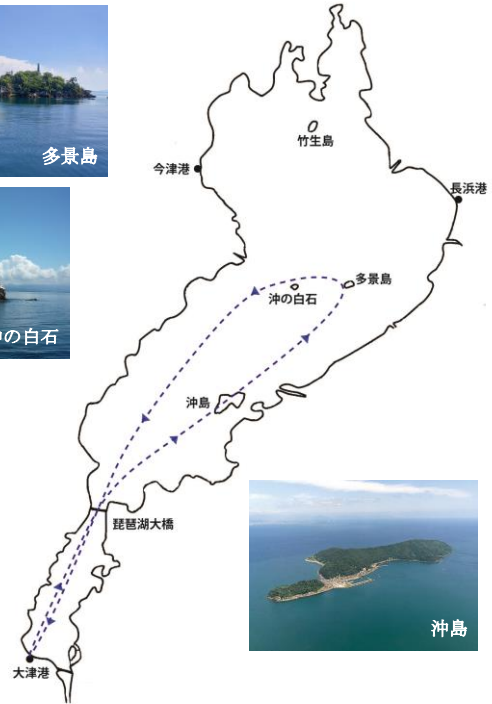 多景島
竹生島
今津港
長浜港
多景島
沖の白石
の白石
沖島
琵琶湖大橋
沖島
大津港